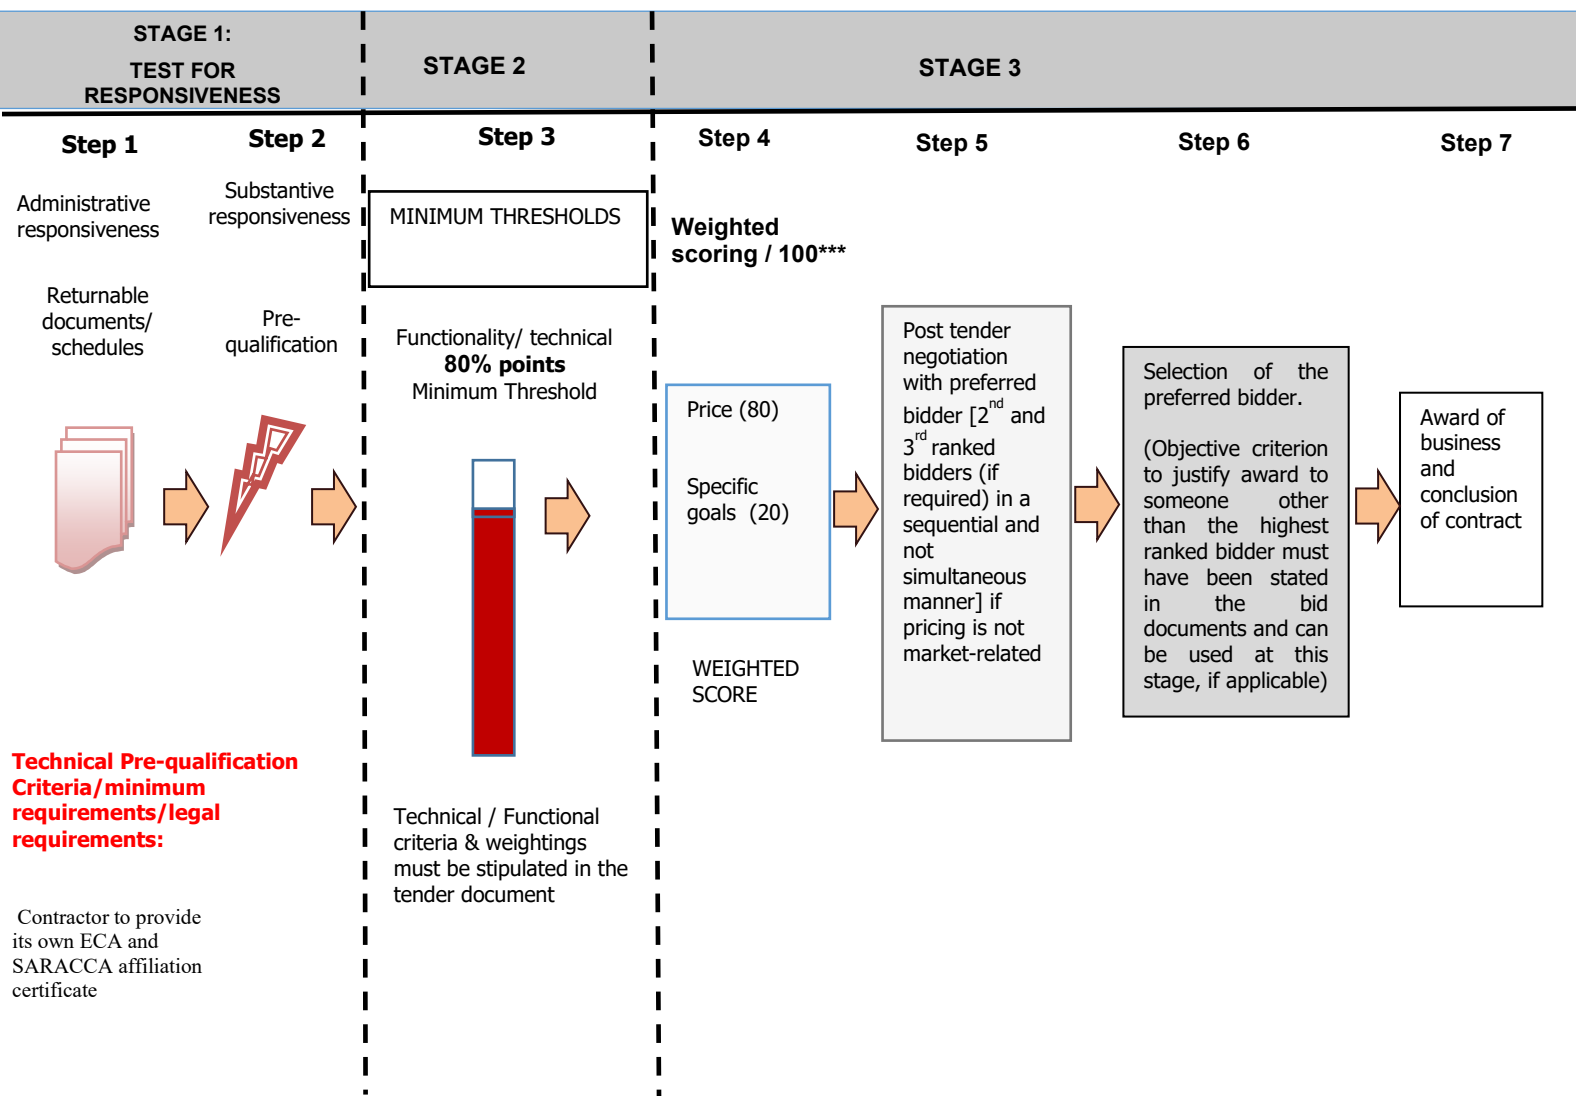 STAGE 1:
TEST FOR
RESPONSIVENESS
STAGE 2
STAGE 3
Step 1
Administrative
responsiveness
Returnable
documents/
schedules
Step 2
Substantive
responsiveness
Pre-
qualification
Technical Pre-qualification
Criteria/minimum
requirements/legal
requirements:
Contractor to provide
its own ECA and
SARACCA affiliation
certificate
Step 3
MINIMUM THRESHOLDS
Functionality/ technical
80% points
Minimum Threshold
Technical / Functional
criteria & weightings
must be stipulated in the
tender document
Step 4
Weighted
scoring / 100***
Price (80)
Specific
goals (20)
WEIGHTED
SCORE
Step 5
Post tender
negotiation
with preferred
bidder [2nd and
3rd ranked
bidders (if
required) in a
sequential and
not
simultaneous
manner] if
pricing is not
market-related
Step 6
Selection of the
preferred bidder.
(Objective criterion
to justify award to
someone other
than the highest
ranked bidder must
have been stated
in the bid
documents and can
be used at this
stage, if applicable)
Step 7
Award of
business
and
conclusion
of contract